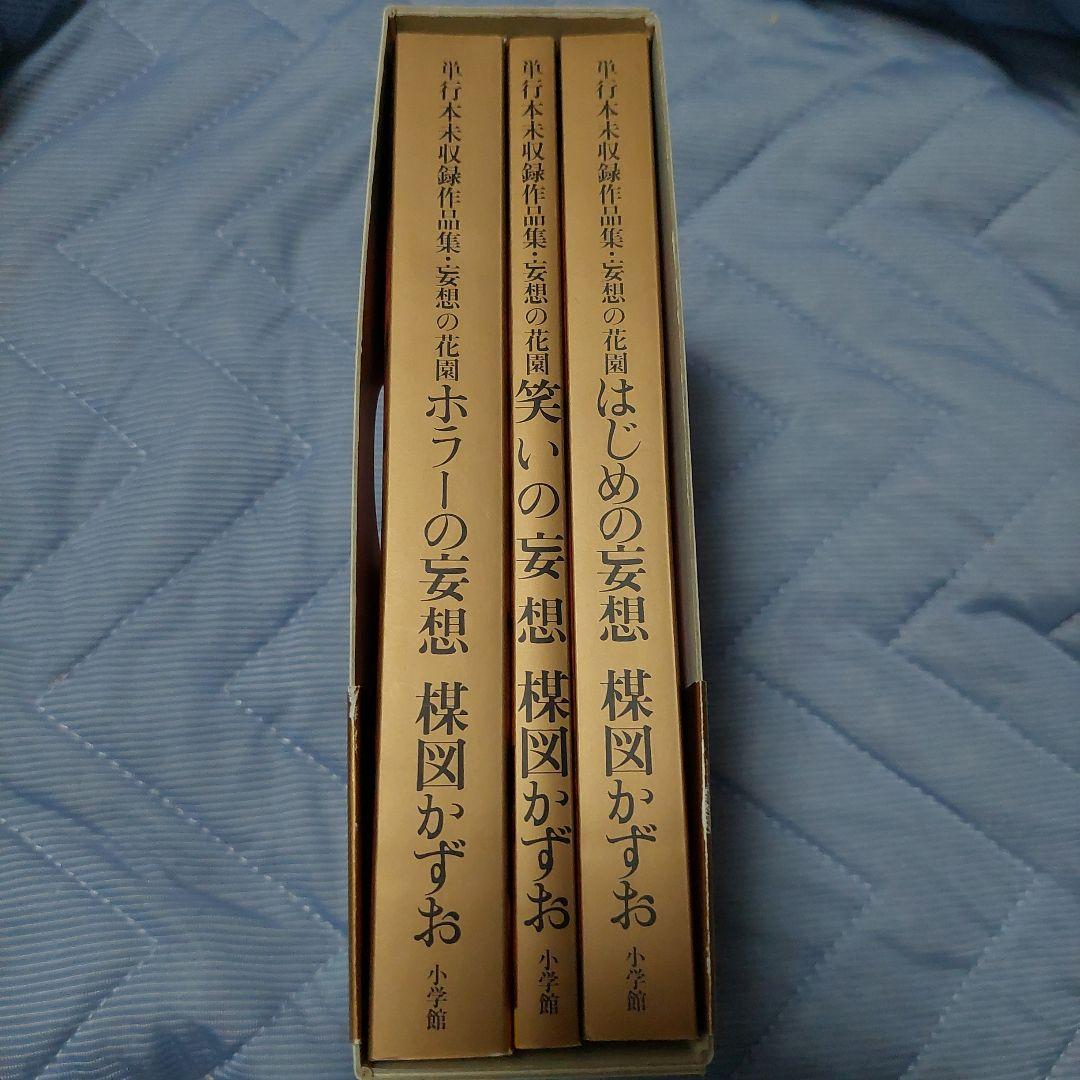 単行本未収録作品集・妄想の花園
はじめの妄想 楳図かずお
小学館
単行本未収録作品集・妄想の花園
笑いの妄想 楳図かずお
小学館
単行本未収録作品集・妄想の花園
ホラーの妄想 楳図かずお
小学館